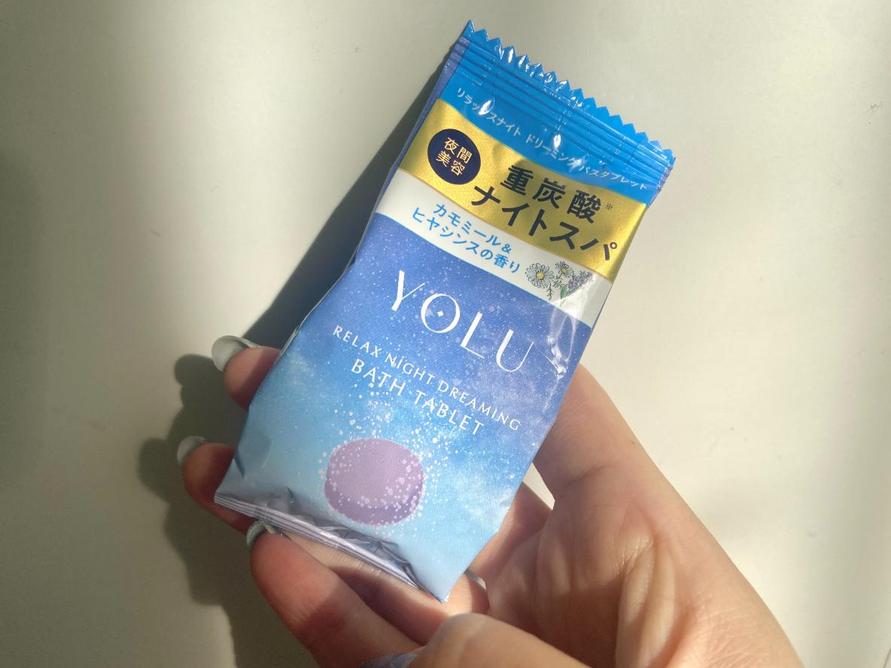 リラックスナイト ドリーミングバスタブレット
夜間
美容
重炭酸※
ナイトスパ
カモミール&
ヒヤシンスの香り
YOLU
RELAX NIGHT DREAMING
BATH TABLET